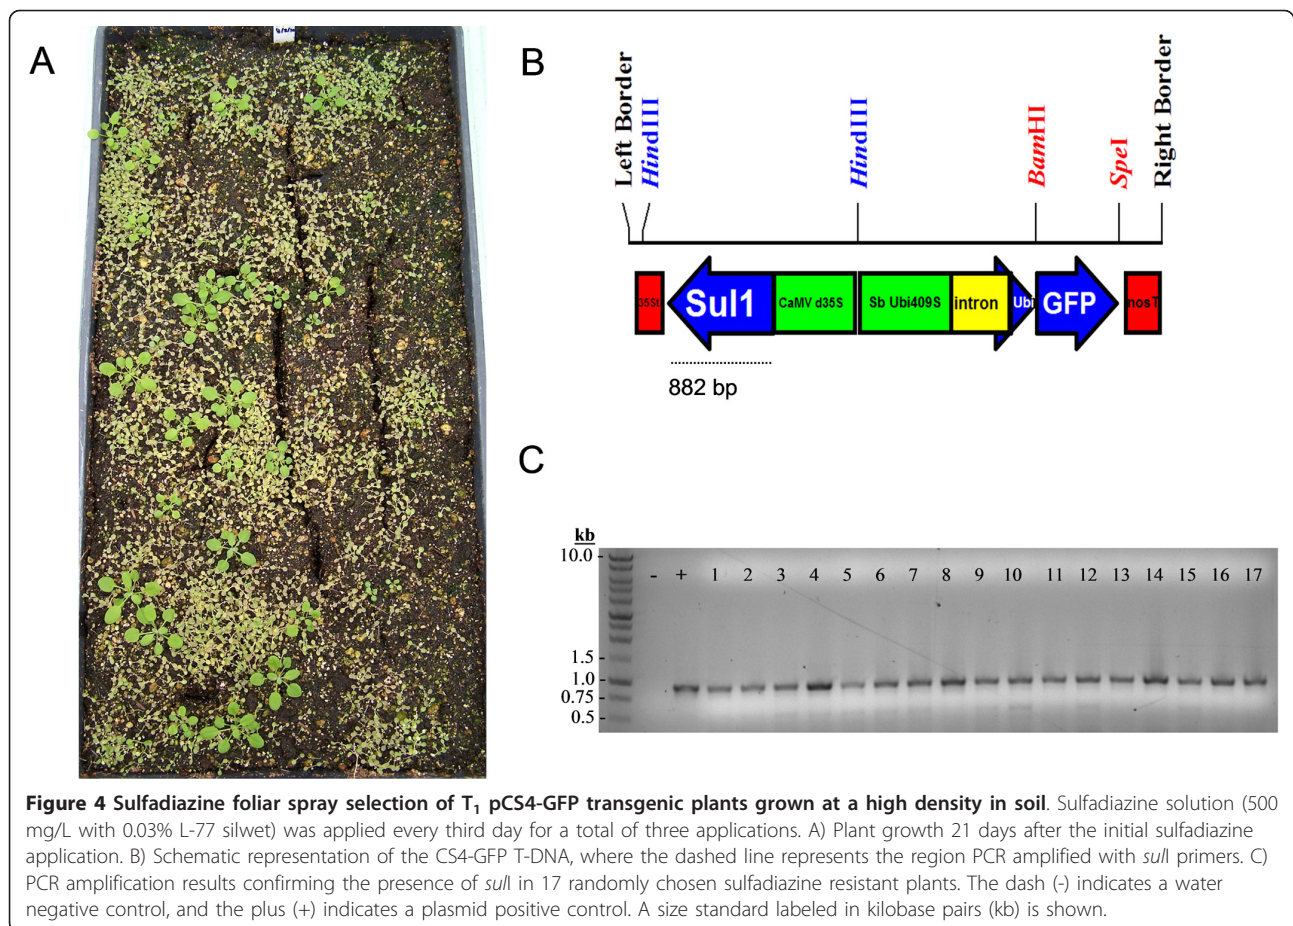 A
B
C
Left Border
HindIII
HindIII
BamHI
SpeI
Right Border
35St
Sul1
CaMV d35S
Sb Ubi409S
intron
Ubi
GFP
nosT
882 bp
kb
10.0
1.5
1.0
0.75
0.5
- + 1 2 3 4 5 6 7 8 9 10 11 12 13 14 15 16 17
Figure 4 Sulfadiazine foliar spray selection of T1 pCS4-GFP transgenic plants grown at a high density in soil. Sulfadiazine solution (500
mg/L with 0.03% L-77 silwet) was applied every third day for a total of three applications. A) Plant growth 21 days after the initial sulfadiazine
application. B) Schematic representation of the CS4-GFP T-DNA, where the dashed line represents the region PCR amplified with sulI primers. C)
PCR amplification results confirming the presence of sulI in 17 randomly chosen sulfadiazine resistant plants. The dash (-) indicates a water
negative control, and the plus (+) indicates a plasmid positive control. A size standard labeled in kilobase pairs (kb) is shown.